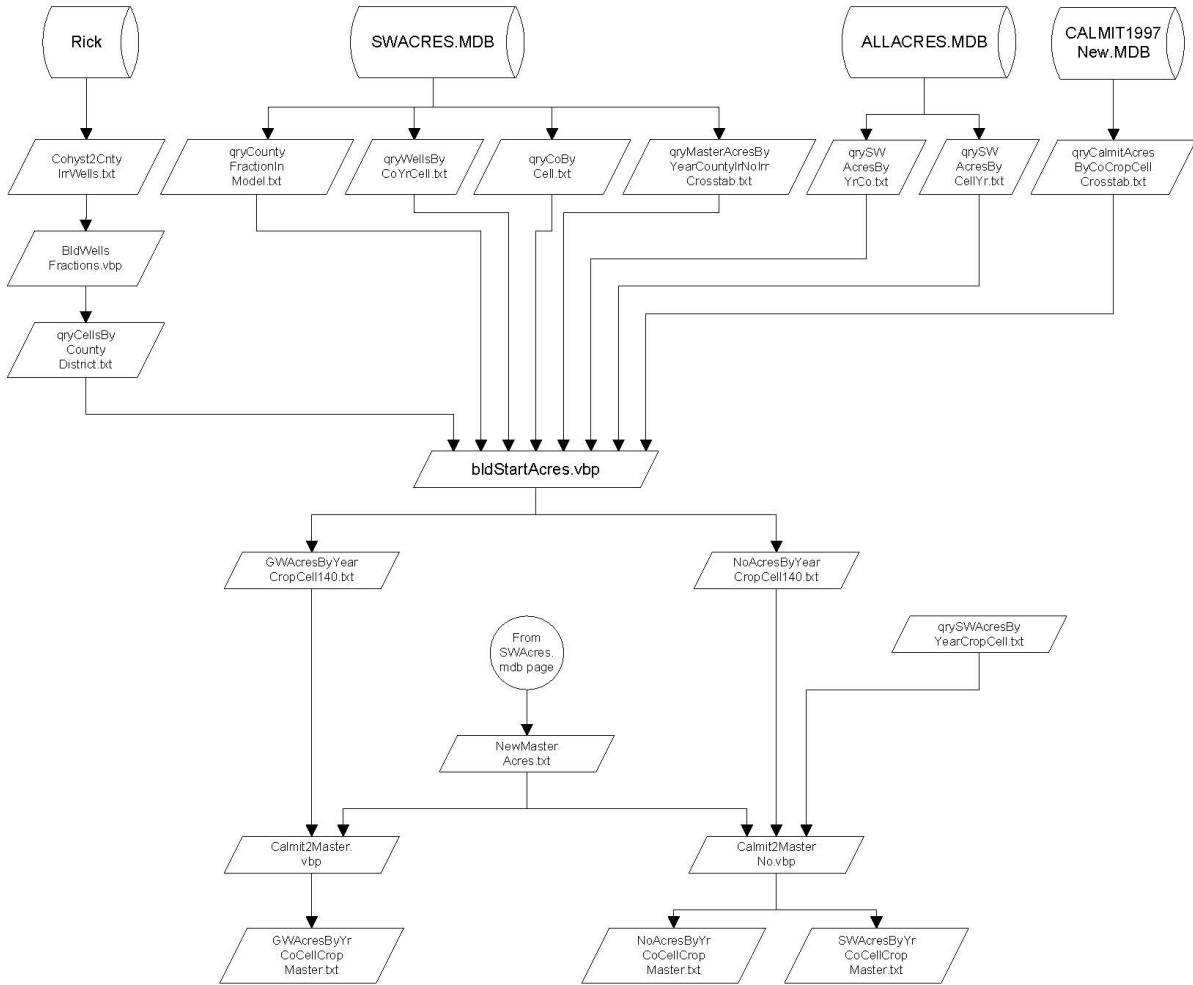 Rick
SWACRES.MDB
ALLACRES.MDB
CALMIT1997
New.MDB
Cohyst2Cnty
IrrWells.txt
qryCounty
FractionIn
Model.txt
qryWellsBy
CoYrCell.txt
qryCoBy
Cell.txt
qryMasterAcresBy
YearCountyIrNoIrr
Crosstab.txt
qrySW
AcresBy
YrCo.txt
qrySW
AcresBy
CellYr.txt
qryCalmitAcres
ByCoCropCell
Crosstab.txt
BldWells
Fractions.vbp
qryCellsBy
County
District.txt
bldStartAcres.vbp
GWAcresByYear
CropCell140.txt
NoAcresByYear
CropCell140.txt
From
SWAcres.
mdb page
qrySWAcresBy
YearCropCell.txt
NewMaster
Acres.txt
Calmit2Master.
vbp
Calmit2Master
No.vbp
GWAcresByYr
CoCellCrop
Master.txt
NoAcresByYr
CoCellCrop
Master.txt
SWAcresByYr
CoCellCrop
Master.txt